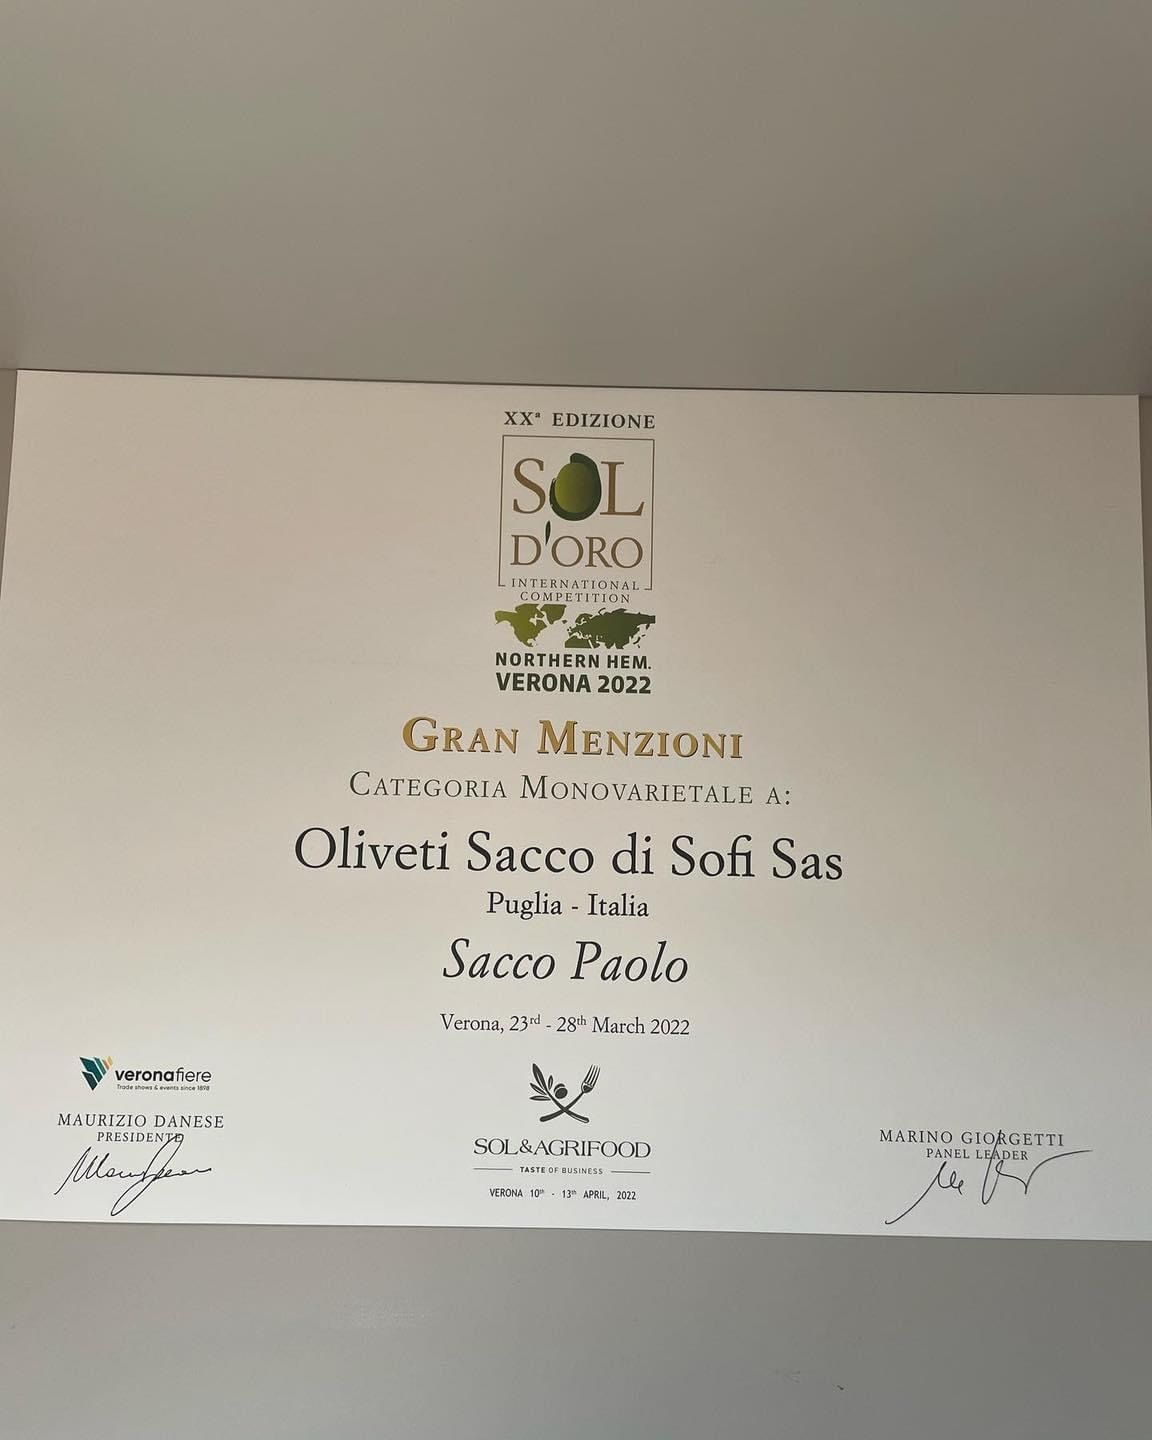 XXª EDIZIONE
SOL
D'ORO
INTERNATIONAL
COMPETITION
NORTHERN HEM.
VERONA 2022
GRAN MENZIONI
CATEGORIA MONOVARIETALE A:
Oliveti Sacco di Sofi Sas
Puglia - Italia
Sacco Paolo
Verona, 23rd - 28th March 2022
veronafiere
Trade shows & events since 1898
MAURIZIO DANESE
PRESIDENTE
SOL&AGRIFOOD
TASTE OF BUSINESS
VERONA 10th - 13th APRIL, 2022
MARINO GIORGETTI
PANEL LEADER